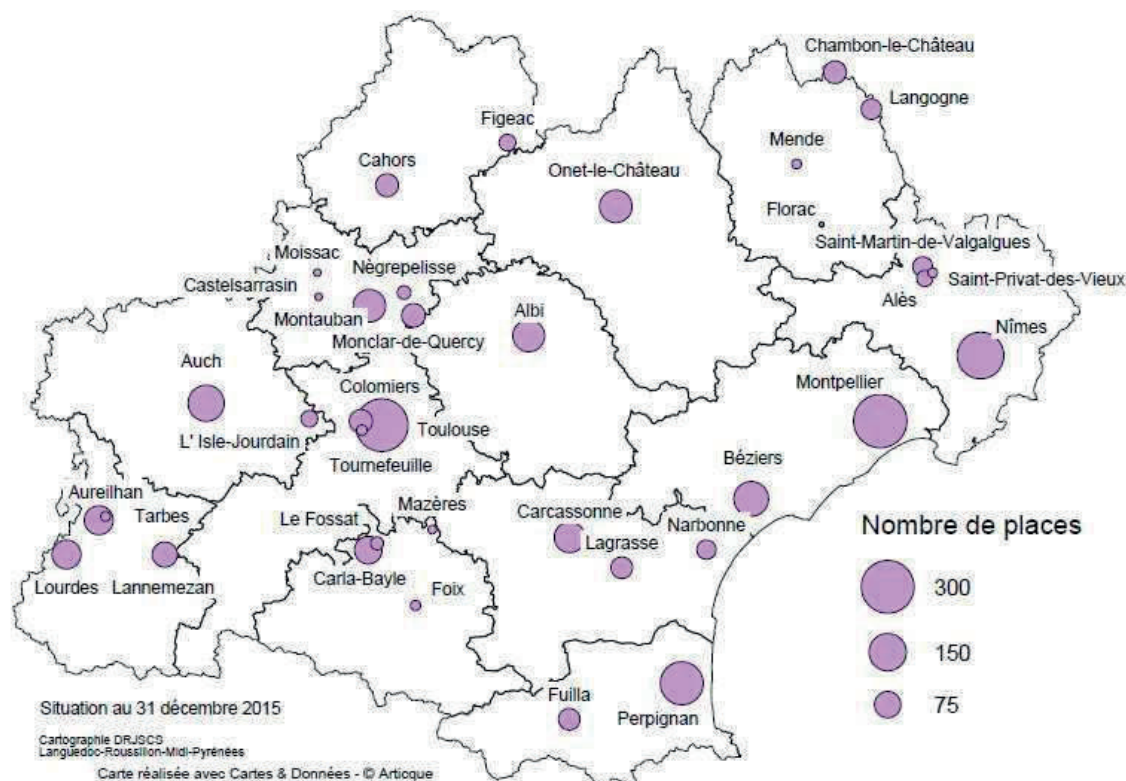 Chambon-le-Château
Langogne
Figeac
Mende
Cahors
Onet-le-Château
Florac
Saint-Martin-de-Valgalgues
Moissac
Nègrepelisse
Saint-Privat-des-Vieux
Castelsarrasin
Alès
Montauban
Albi
Monclar-de-Quercy
Nîmes
Auch
Colomiers
Montpellier
L' Isle-Jourdain
Toulouse
Tournefeuille
Béziers
Aureilhan
Mazères
Tarbes
Le Fossat
Carcassonne
Narbonne
Lagrasse
Lourdes
Lannemezan
Carla-Bayle
Foix
Fuilla
Perpignan
Nombre de places
300
150
75
Situation au 31 décembre 2015
Cartographie DRJSCS
Languedoc-Roussillon-Midi-Pyrénées
Carte réalisée avec Cartes & Données - © Articque